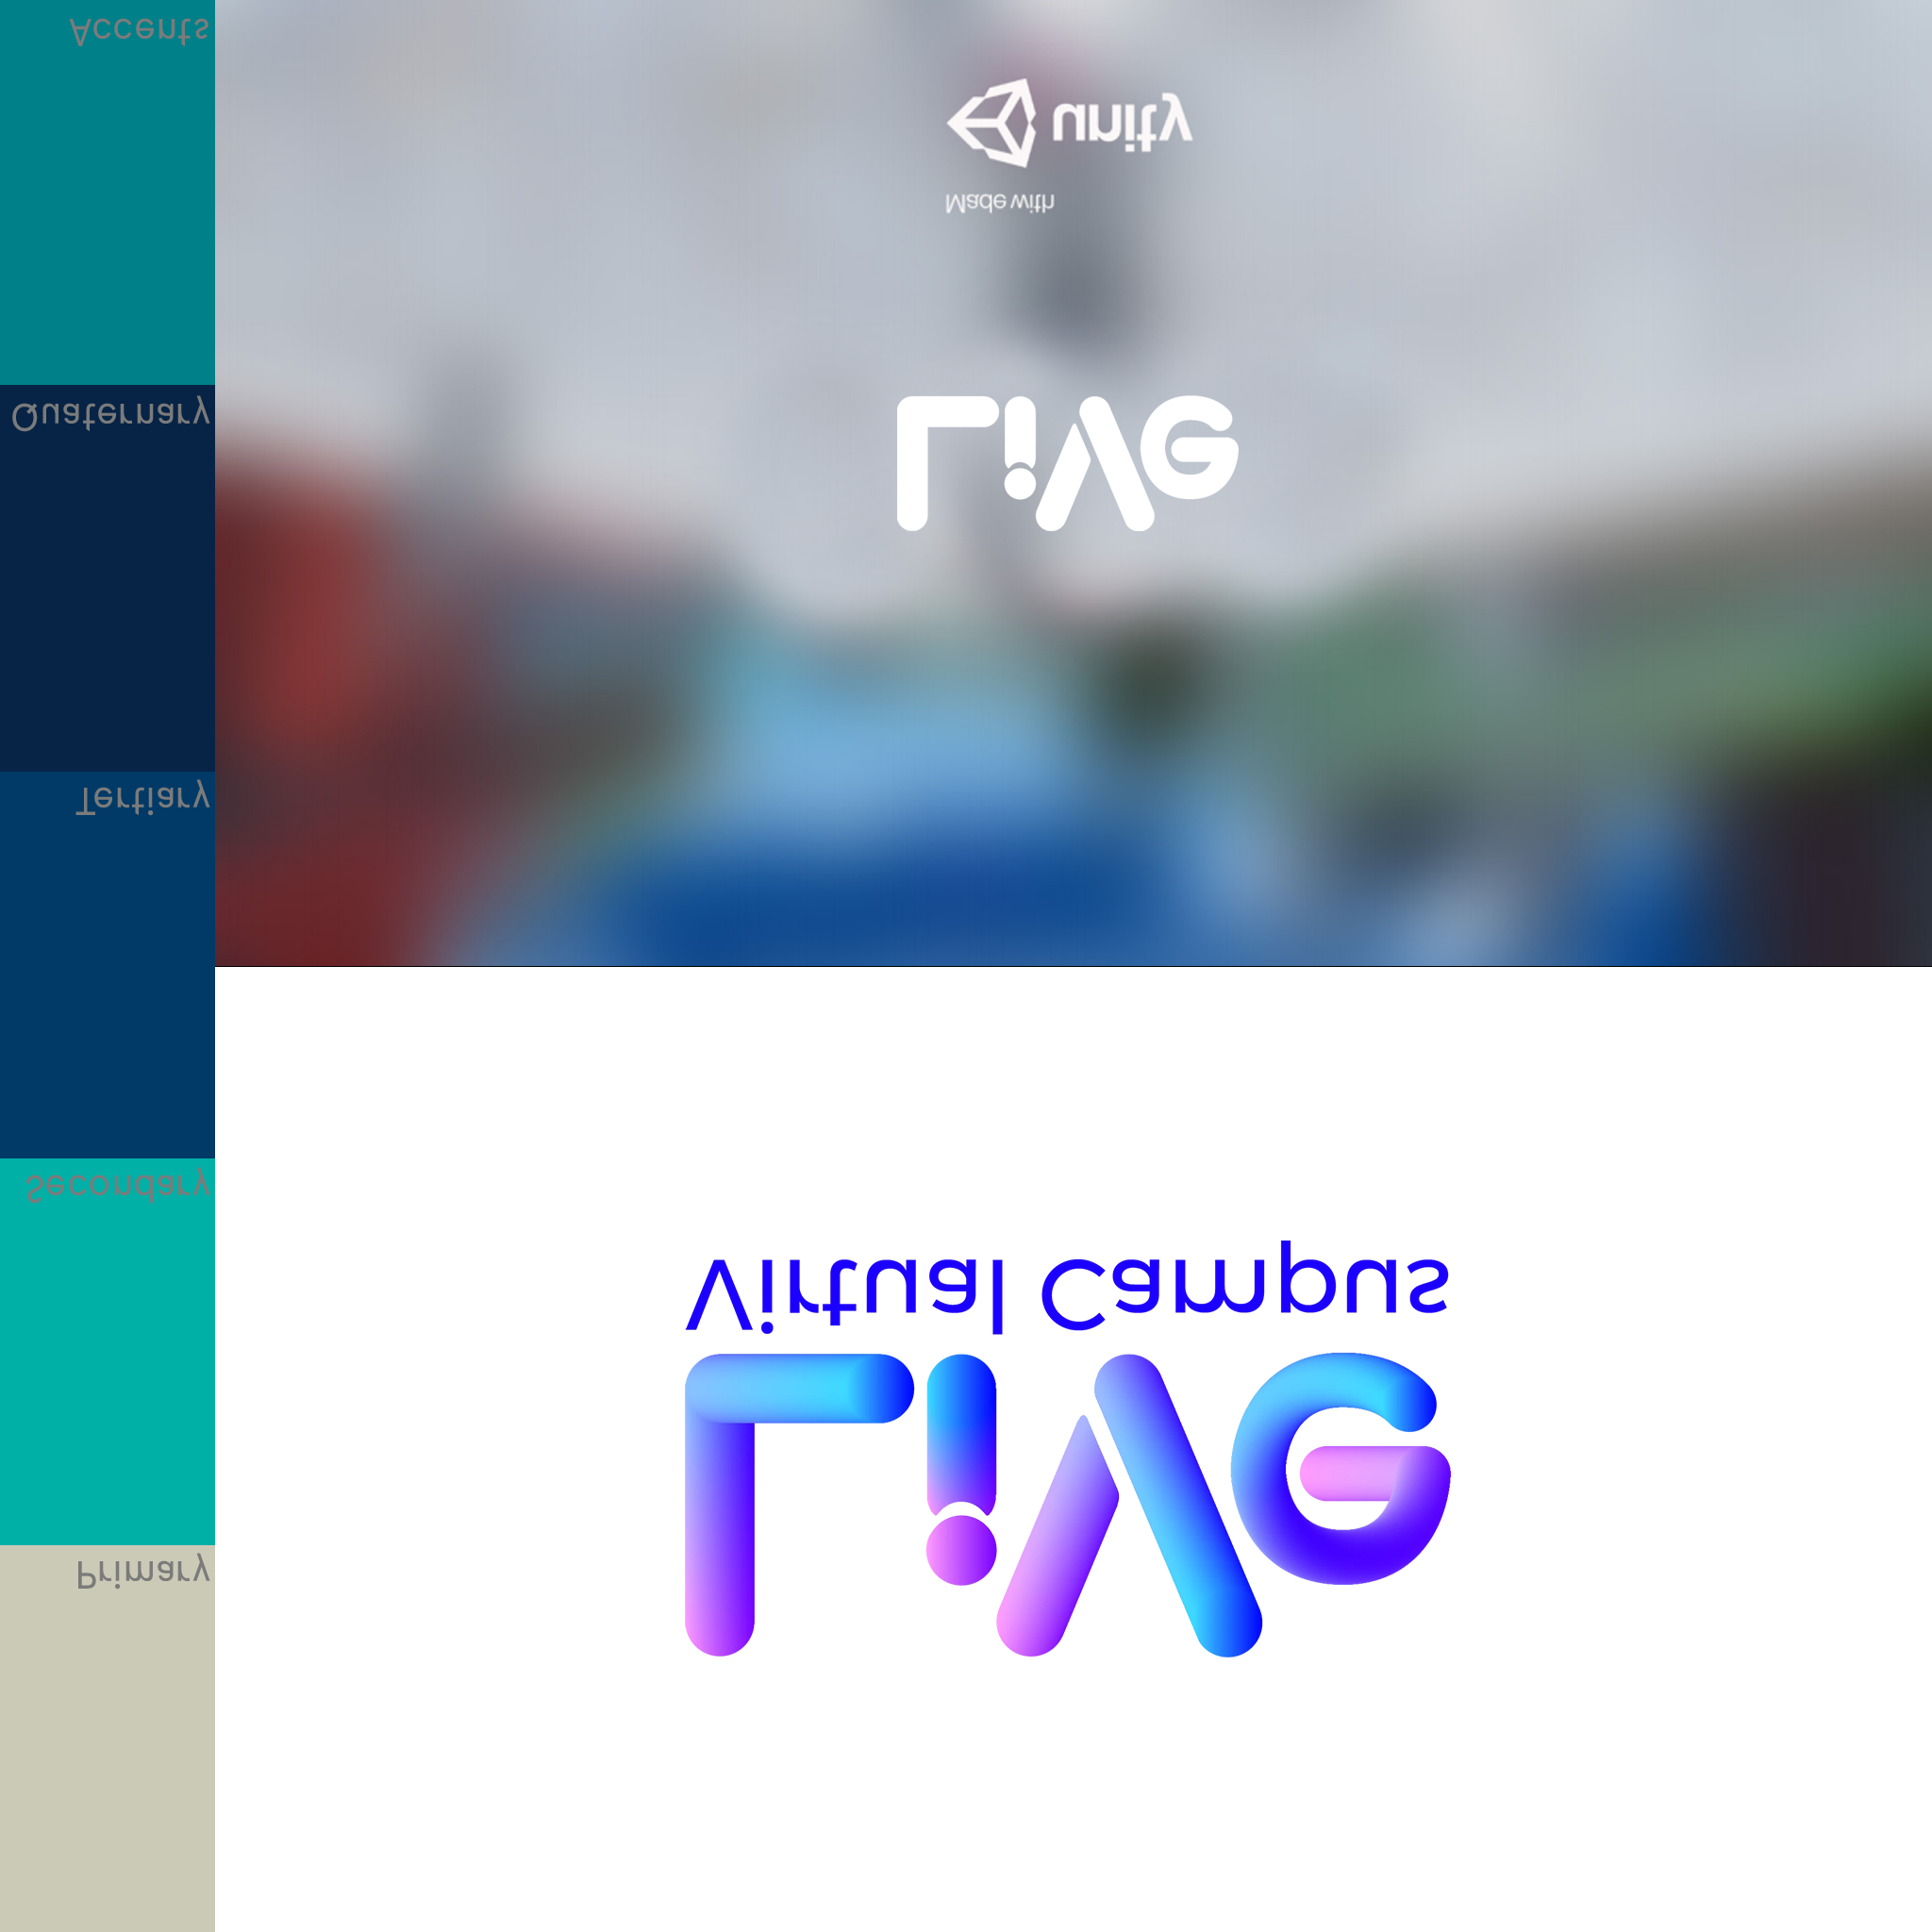 Primary
Secondary
Tertiary
Quaternary
Accents
LiVe
Virtual Campus
LiVe
Made with
unity